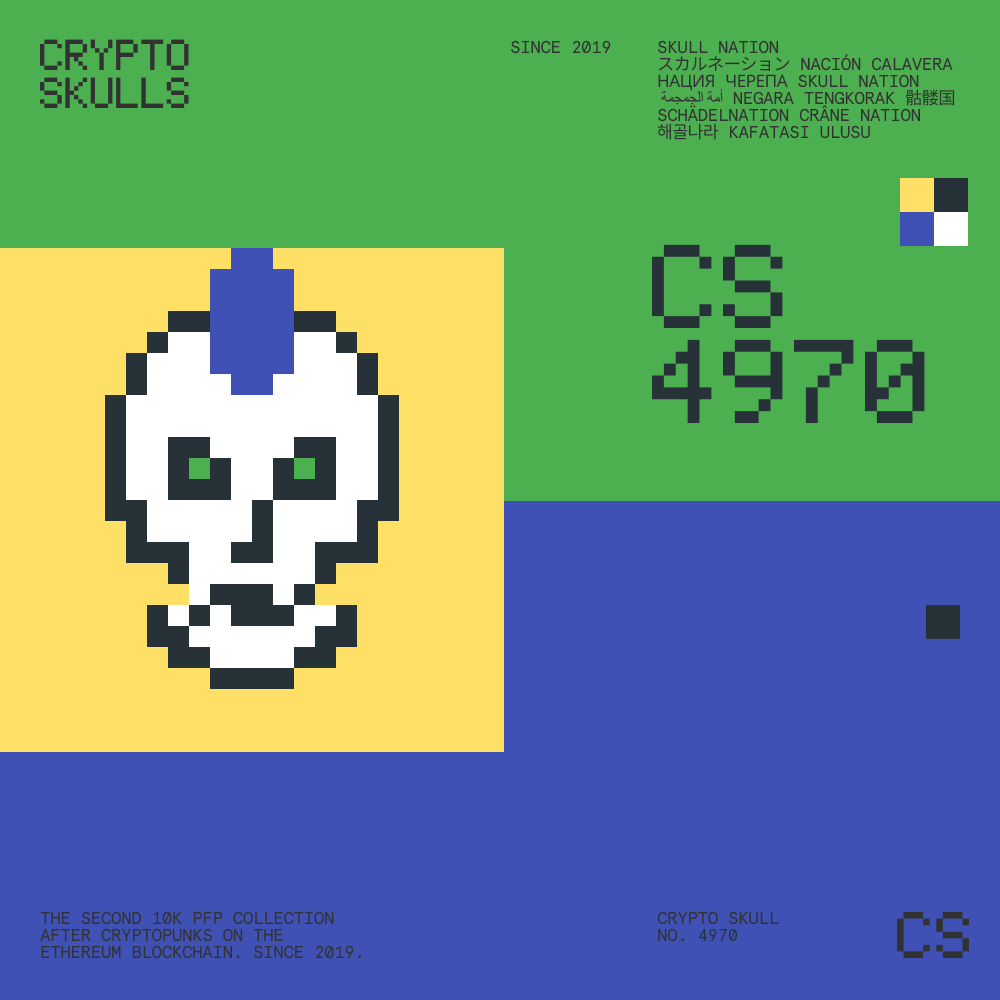 CRYPTO
SKULLS
SINCE 2019
SKULL NATION
スカルネーション NACIÓN CALAVERA
НАЦИЯ ЧЕРЕПА SKULL NATION
أمة الجمجمة NEGARA TENGKORAK 骷髅国
SCHÄDELNATION CRÂNE NATION
해골나라 KAFATASI ULUSU
CS
4970
THE SECOND 10K PFP COLLECTION
AFTER CRYPTOPUNKS ON THE
ETHEREUM BLOCKCHAIN. SINCE 2019.
CRYPTO SKULL
NO. 4970
CS